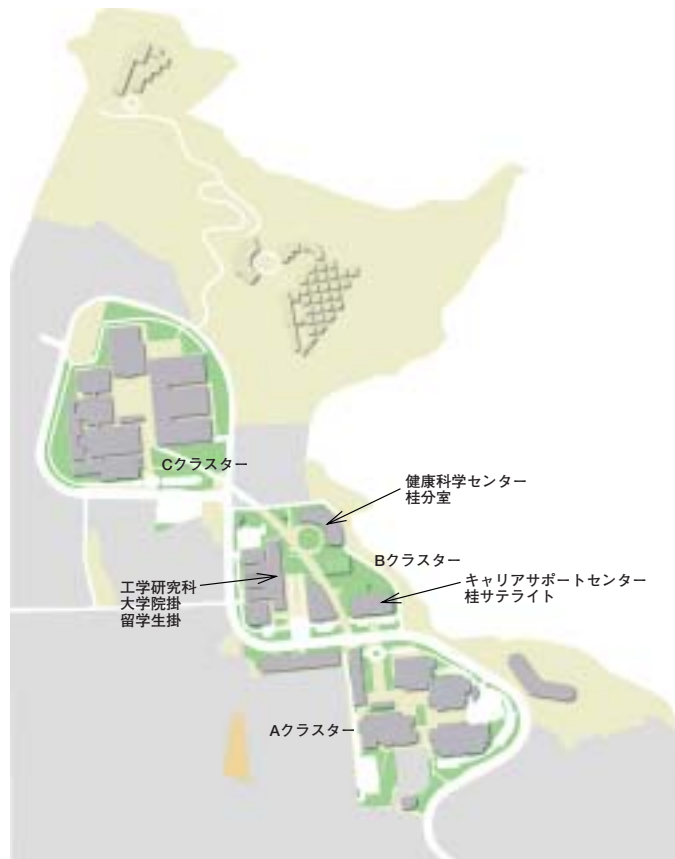 Cクラスター
健康科学センター
桂分室
Bクラスター
キャリアサポートセンター
桂サテライト
工学研究科
大学院掛
留学生掛
Aクラスター